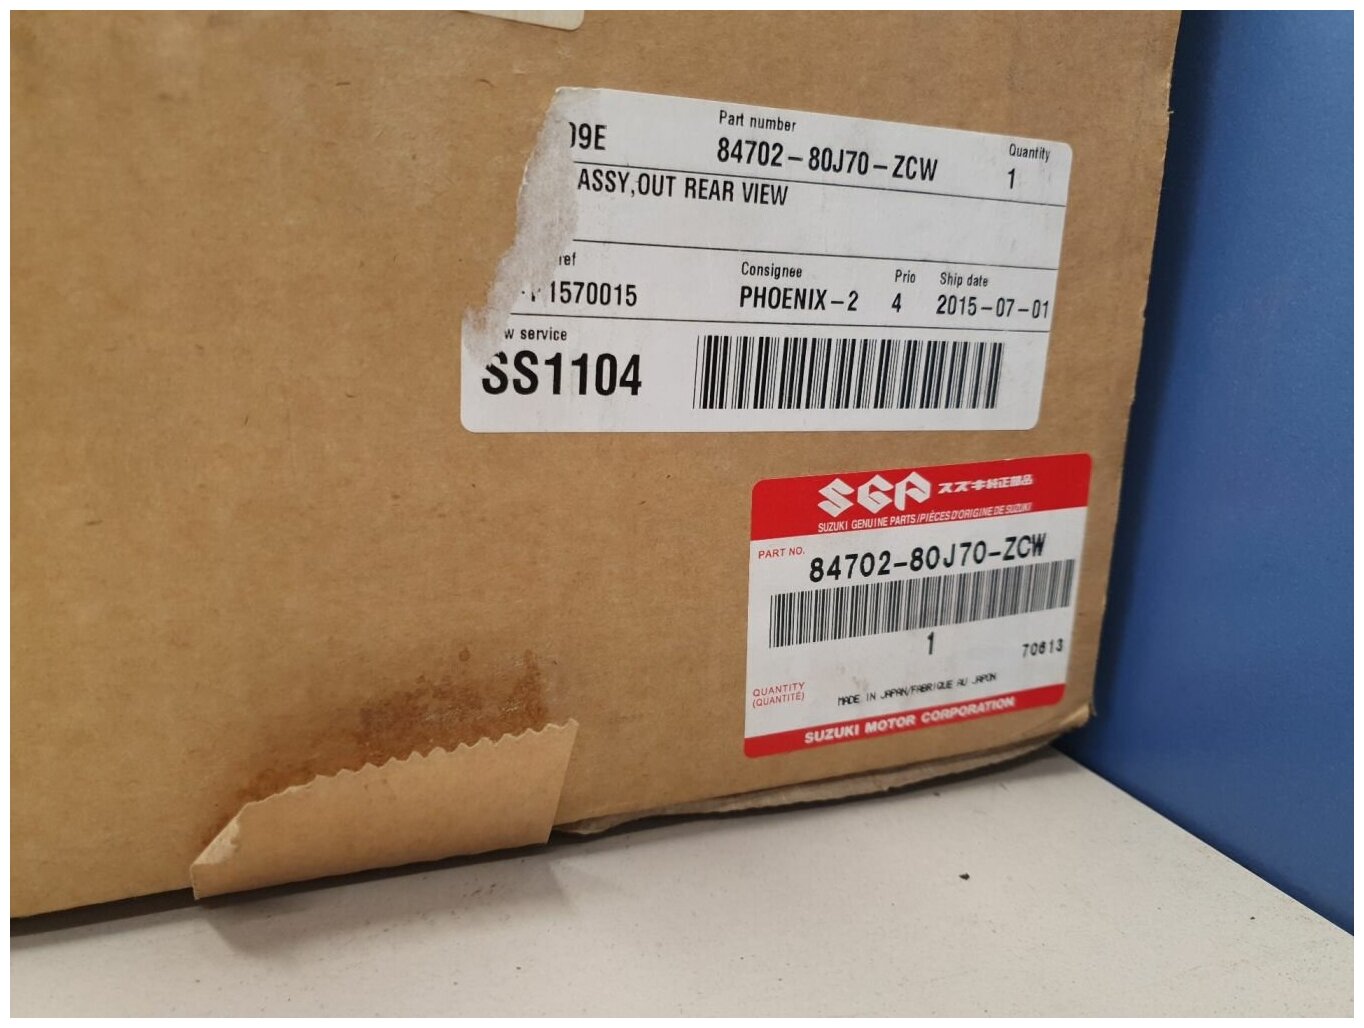 09E
Part number
84702-80J70-ZCW
Quantity
1
ASSY,OUT REAR VIEW
ref
1570015
Consignee
PHOENIX-2
Prio
4
Ship date
2015-07-01
w service
SS1104
SGP スズキ純正部品
SUZUKI GENUINE PARTS/PIÈCES D'ORIGINE DE SUZUKI
PART NO.
84702-80J70-ZCW
1
70613
QUANTITY
(QUANTITÉ)
MADE IN JAPAN/FABRIQUE AU JAPON
SUZUKI MOTOR CORPORATION